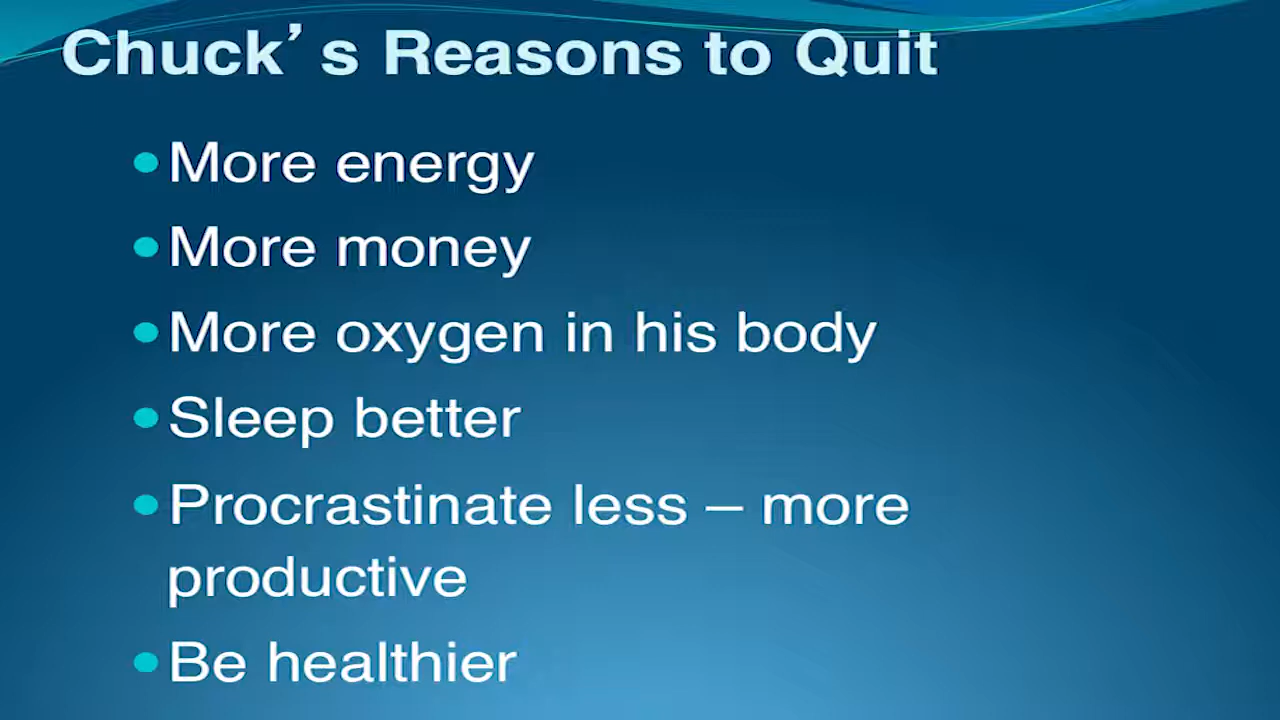 Chuck’s Reasons to Quit
•More energy
•More money
•More oxygen in his body
•Sleep better
•Procrastinate less – more
productive
•Be healthier